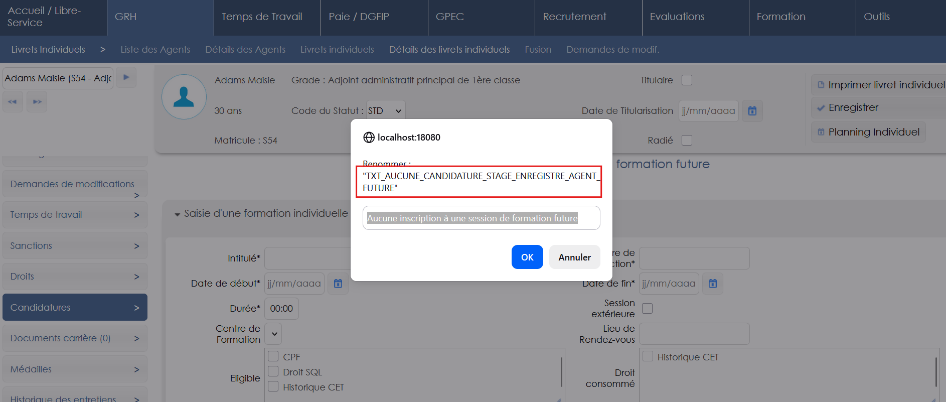 Accueil / Libre-Service
GRH
Temps de Travail
Paie / DGFIP
GPEC
Recrutement
Evaluations
Formation
Outils
Livrets Individuels >
Liste des Agents
Détails des Agents
Livrets individuels
Détails des livrets individuels
Fusion
Demandes de modif.
Adams Maisie (S54 - Adjo
Adams Maisie
Grade : Adjoint administratif principal de 1ère classe
Titulaire
30 ans
Code du Statut : STD
Date de Titularisation jj/mm/aaaa
Matricule : S54
Radié
Imprimer livret individuel
Enregistrer
Planning Individuel
localhost:18080
Renommer :
"TXT_AUCUNE_CANDIDATURE_STAGE_ENREGISTRE_AGENT_
FUTURE"
Aucune inscription à une session de formation future
OK
Annuler
formation future
Demandes de modifications >
Temps de travail >
Sanctions >
Droits >
Candidatures >
Documents carrière (0) >
Médailles >
Historique des entretiens >
Saisie d'une formation individuelle
Intitulé*
Date de début* jj/mm/aaaa
Date de fin* jj/mm/aaaa
Durée* 00:00
Session
extérieure
Centre de
Formation
Lieu de
Rendez-vous
Eligible
CPF
Droit SQL
Historique CET
Droit
consommé
Historique CET